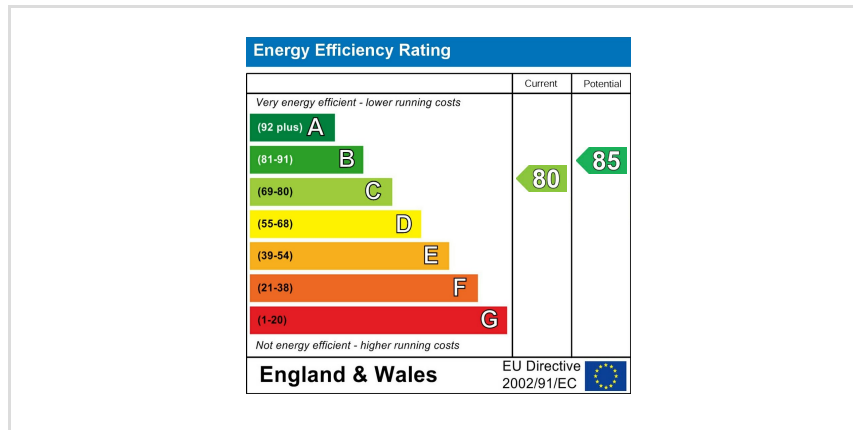 Energy Efficiency Rating
Current Potential
Very energy efficient - lower running costs
(92 plus) A
(81-91) B
(69-80) C
(55-68) D
(39-54) E
(21-38) F
(1-20) G
80
85
Not energy efficient - higher running costs
England & Wales
EU Directive
2002/91/EC